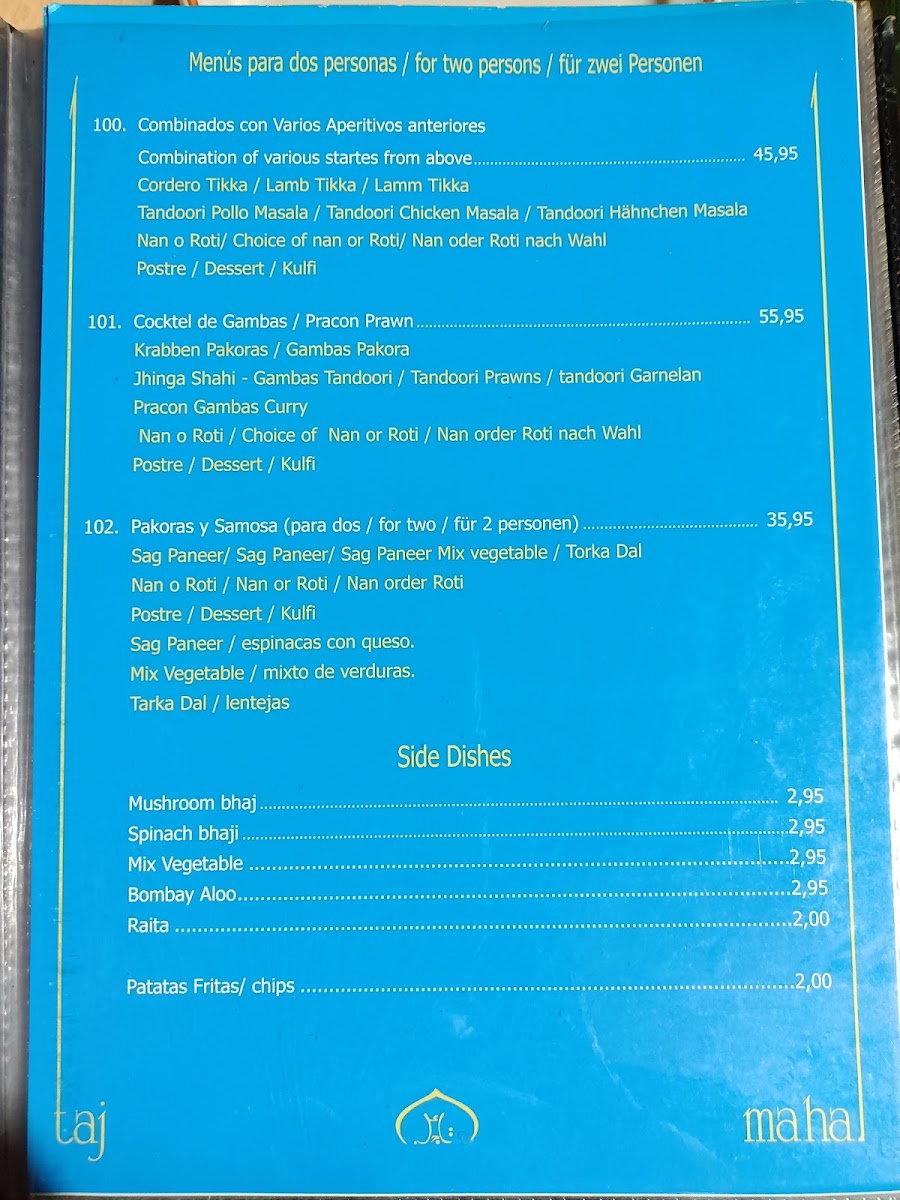 Menús para dos personas / for two persons / für zwei Personen
100. Combinados con Varios Aperitivos anteriores
Combination of various startes from above 45,95
Cordero Tikka / Lamb Tikka / Lamm Tikka
Tandoori Pollo Masala / Tandoori Chicken Masala / Tandoori Hähnchen Masala
Nan o Roti/ Choice of nan or Roti/ Nan oder Roti nach Wahl
Postre / Dessert / Kulfi
101. Cocktel de Gambas / Pracon Prawn 55,95
Krabben Pakoras / Gambas Pakora
Jhinga Shahi - Gambas Tandoori / Tandoori Prawns / tandoori Garnelan
Pracon Gambas Curry
Nan o Roti / Choice of Nan or Roti / Nan order Roti nach Wahl
Postre / Dessert / Kulfi
102. Pakoras y Samosa (para dos / for two / für 2 personen) 35,95
Sag Paneer/ Sag Paneer/ Sag Paneer Mix vegetable / Torka Dal
Nan o Roti / Nan or Roti / Nan order Roti
Postre / Dessert / Kulfi
Sag Paneer / espinacas con queso.
Mix Vegetable / mixto de verduras.
Tarka Dal / lentejas
Side Dishes
Mushroom bhaj 2,95
Spinach bhaji 2,95
Mix Vegetable 2,95
Bombay Aloo 2,95
Raita 2,00
Patatas Fritas/ chips 2,00
taj mahal